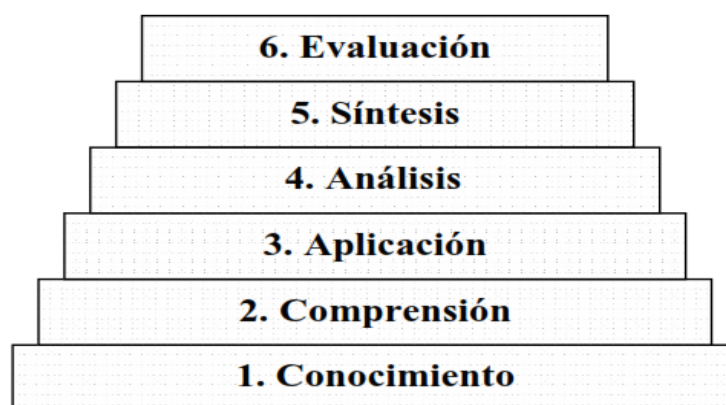 6. Evaluación
5. Síntesis
4. Análisis
3. Aplicación
2. Comprensión
1. Conocimiento